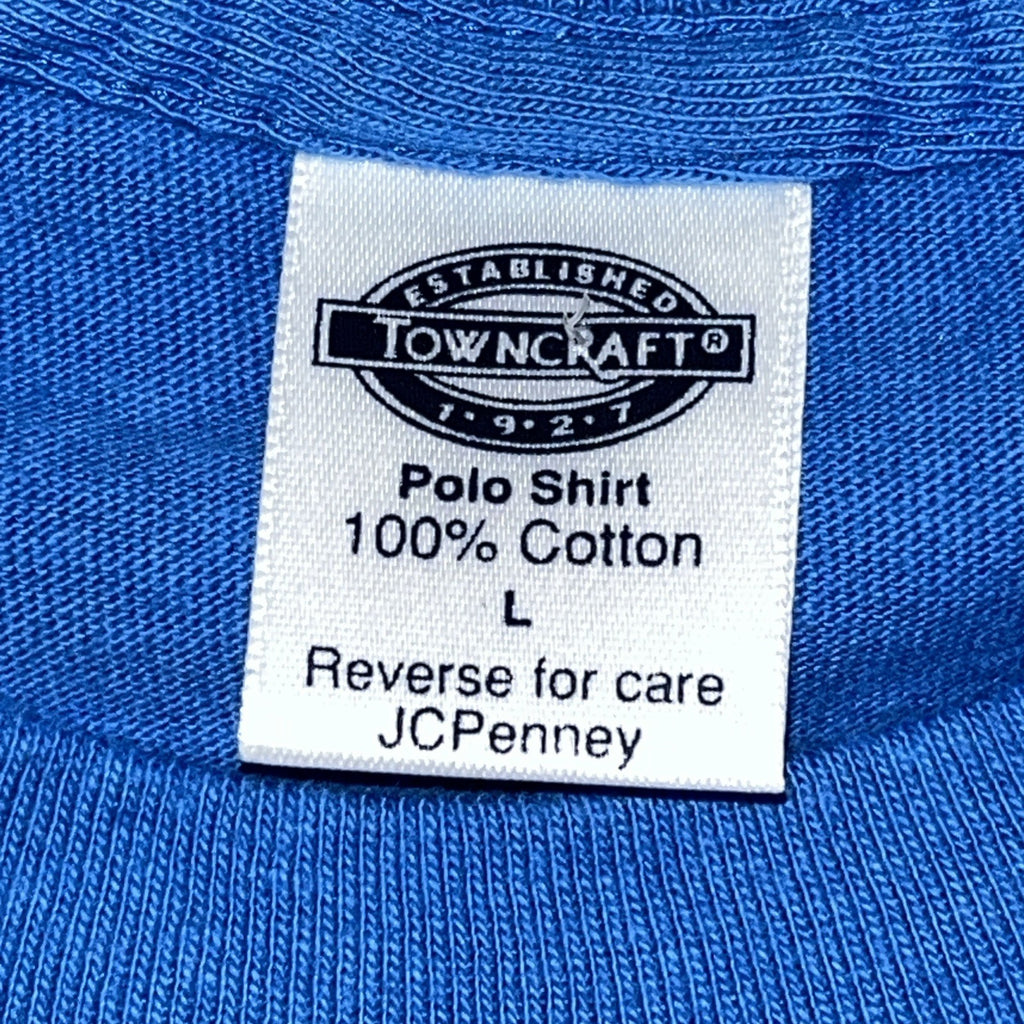 ESTABLISHED
TOWNCRAFT®
1·9·2·7
Polo Shirt
100% Cotton
L
Reverse for care
JCPenney